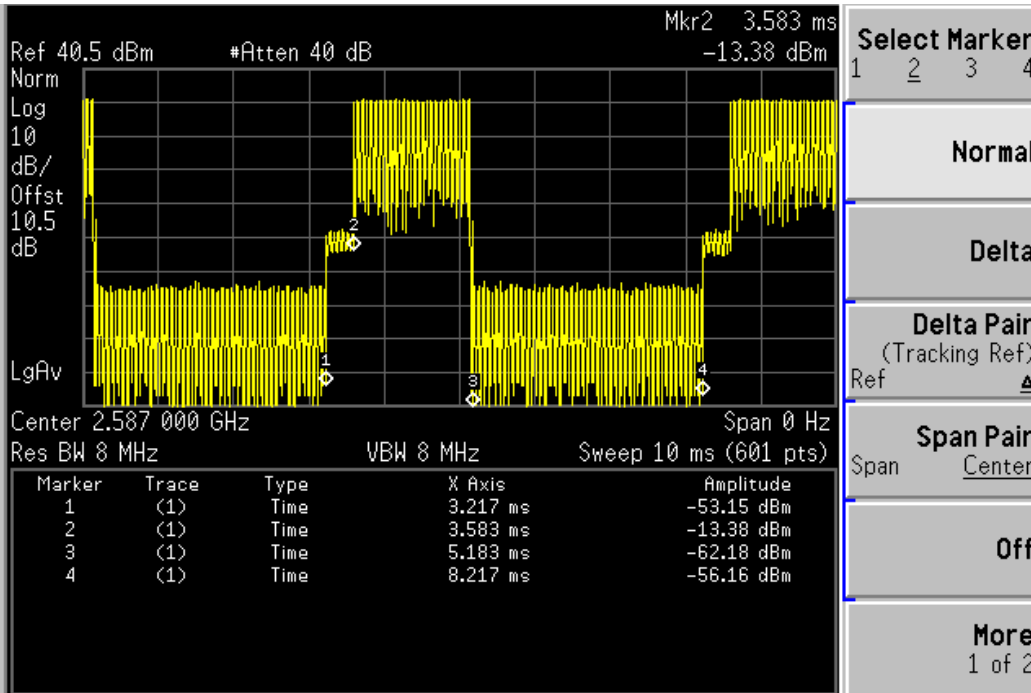 Mkr2 3.583 ms
Ref 40.5 dBm #Atten 40 dB -13.38 dBm
Norm
Log
10
dB/
Offst
10.5
dB
2
1
3
4
LgAv
Center 2.587 000 GHz Span 0 Hz
Res BW 8 MHz VBW 8 MHz Sweep 10 ms (601 pts)
Marker Trace Type X Axis Amplitude
1 (1) Time 3.217 ms -53.15 dBm
2 (1) Time 3.583 ms -13.38 dBm
3 (1) Time 5.183 ms -62.18 dBm
4 (1) Time 8.217 ms -56.16 dBm
Select Marker
1 2 3 4
Normal
Delta
Delta Pair
(Tracking Ref)
Ref Δ
Span Pair
Span Center
Off
More
1 of 2